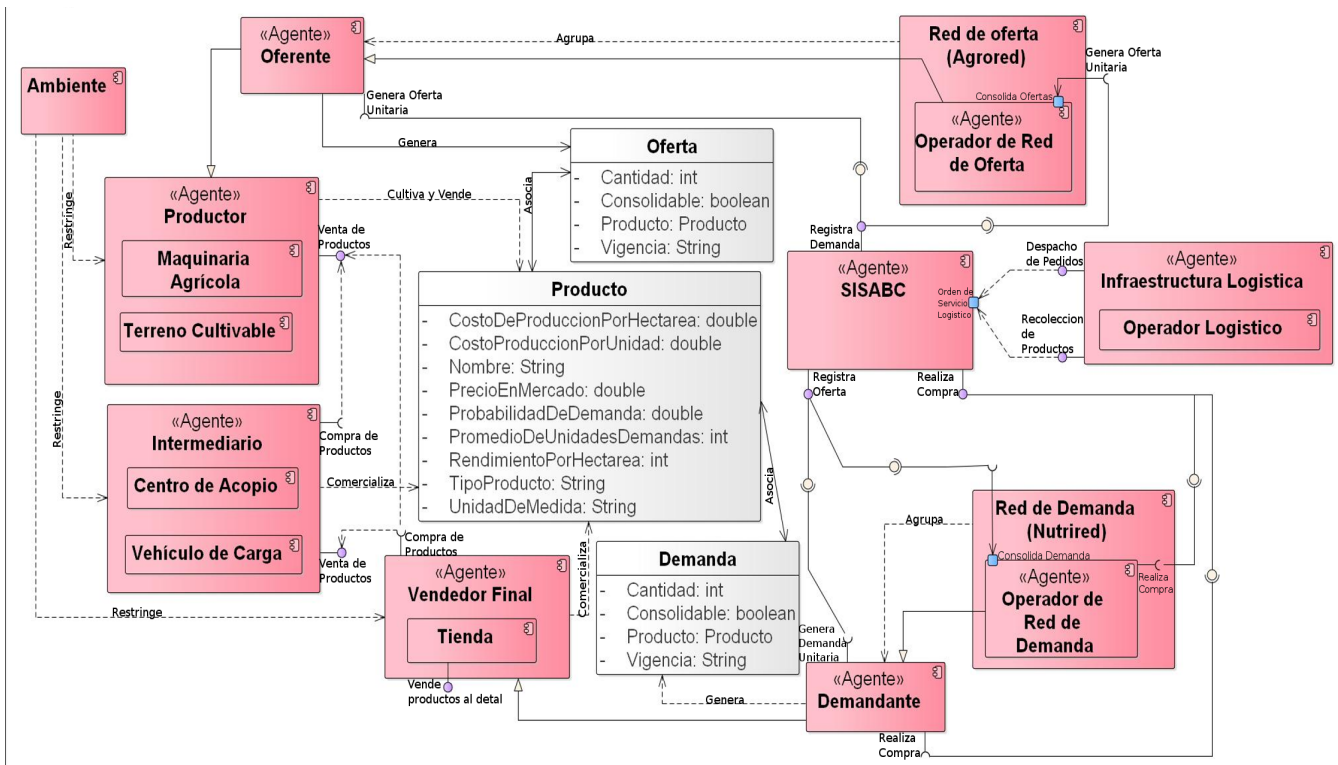 «Agente»
Oferente
Agrupa
Red de oferta
(Agrored)
Genera Oferta
Unitaria
Consolida Ofertas
«Agente»
Operador de Red
de Oferta
Ambiente
Genera Oferta
Unitaria
Genera
Oferta
- Cantidad: int
- Consolidable: boolean
- Producto: Producto
- Vigencia: String
Asocia
Restringe
«Agente»
Productor
Maquinaria
Agrícola
Terreno Cultivable
Cultiva y Vende
Venta de
Productos
Registra
Demanda
«Agente»
SISABC
Orden de
Servicio
Logistico
Despacho
de Pedidos
Recoleccion
de
Productos
«Agente»
Infraestructura Logistica
Operador Logistico
Producto
- CostoDeProduccionPorHectarea: double
- CostoProduccionPorUnidad: double
- Nombre: String
- PrecioEnMercado: double
- ProbabilidadDeDemanda: double
- PromedioDeUnidadesDemandas: int
- RendimientoPorHectarea: int
- TipoProducto: String
- UnidadDeMedida: String
Registra
Oferta
Realiza
Compra
Restringe
«Agente»
Intermediario
Centro de Acopio
Vehículo de Carga
Compra de
Productos
Comercializa
Asocia
Venta de
Productos
Compra de
Productos
Restringe
«Agente»
Vendedor Final
Tienda
Vende
productos al detal
Comercializa
Demanda
- Cantidad: int
- Consolidable: boolean
- Producto: Producto
- Vigencia: String
Genera
Agrupa
Red de Demanda
(Nutrired)
Consolida Demanda
«Agente»
Operador de
Red de
Demanda
Realiza
Compra
Genera
Demanda
Unitaria
«Agente»
Demandante
Realiza
Compra